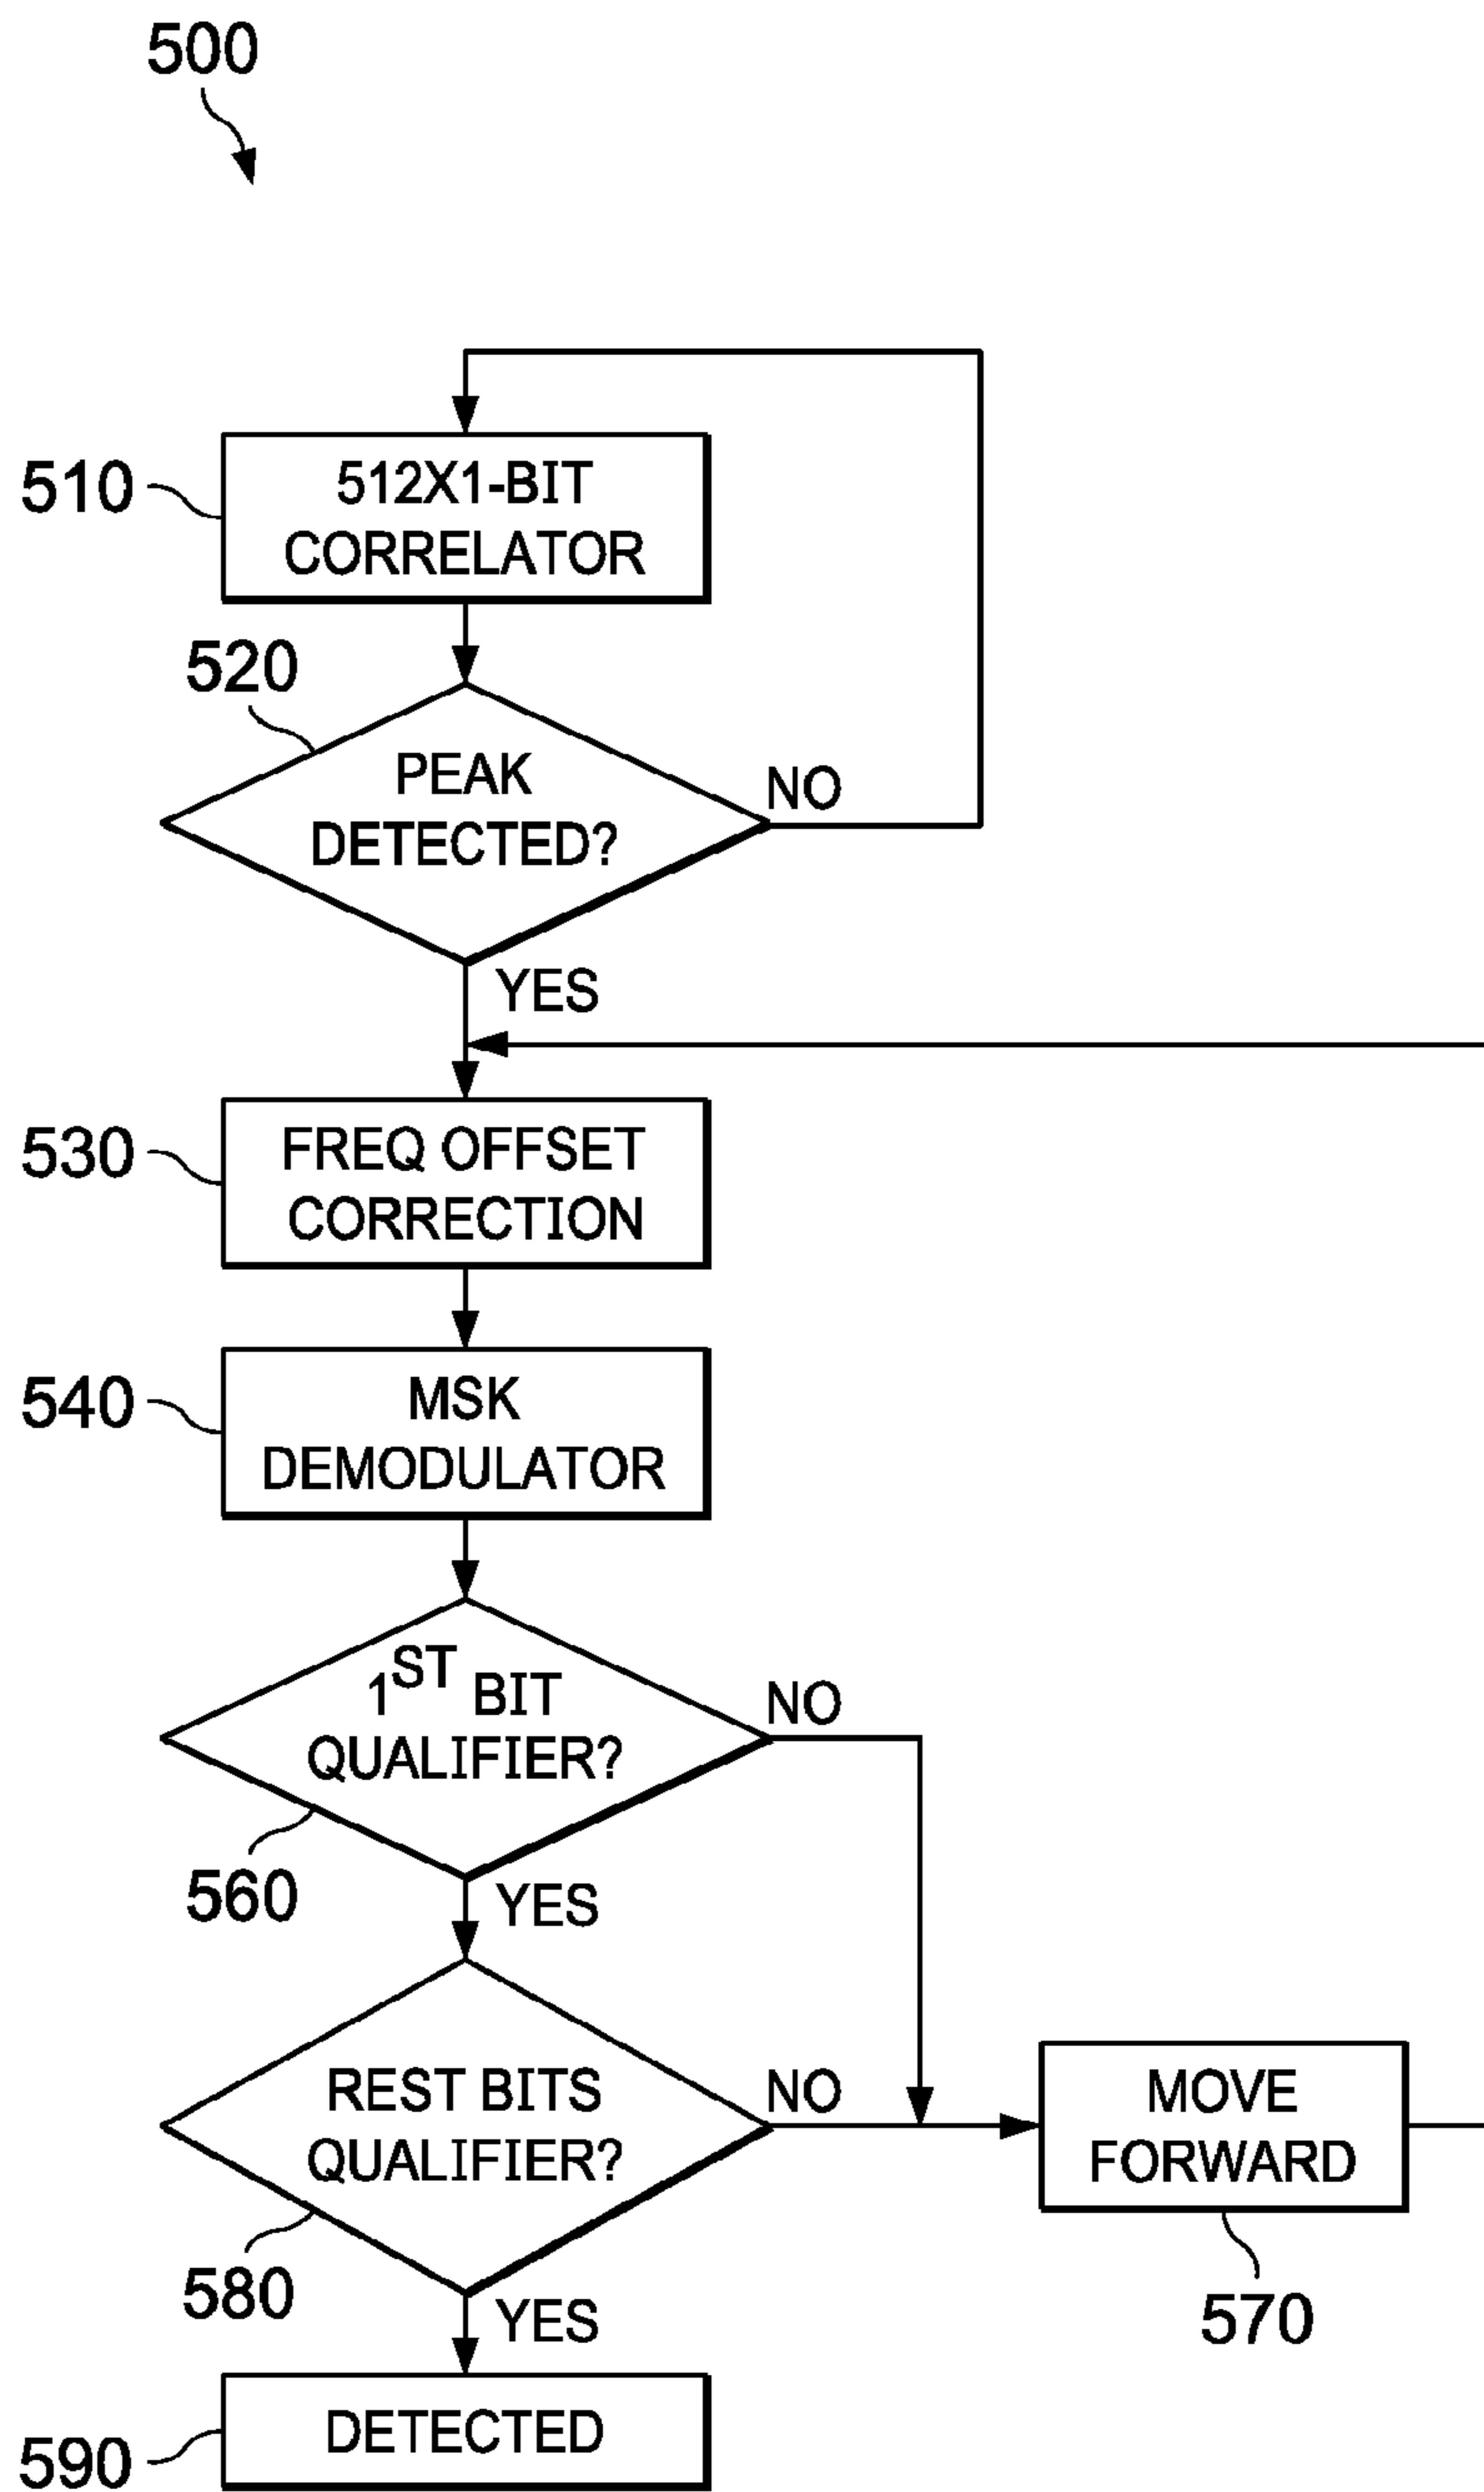 500
510
512X1-BIT
CORRELATOR
520
PEAK
DETECTED?
NO
YES
530
FREQ OFFSET
CORRECTION
540
MSK
DEMODULATOR
1ST BIT
QUALIFIER?
NO
560
YES
REST BITS
QUALIFIER?
NO
MOVE
FORWARD
580
570
YES
590
DETECTED